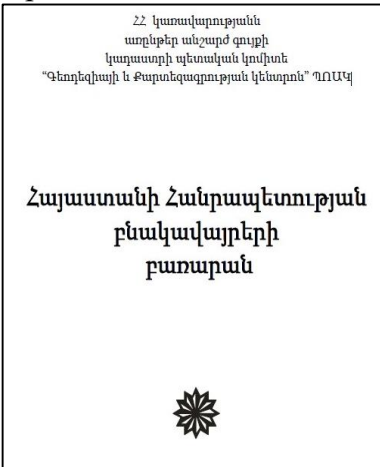 ՀՀ կառավարությանն
առընթեր անշարժ գույքի
կադաստրի պետական կոմիտե
“Գեոդեզիայի և Քարտեզագրության կենտրոն” ՊՈԱԿ
Հայաստանի Հանրապետության
բնակավայրերի
բառարան